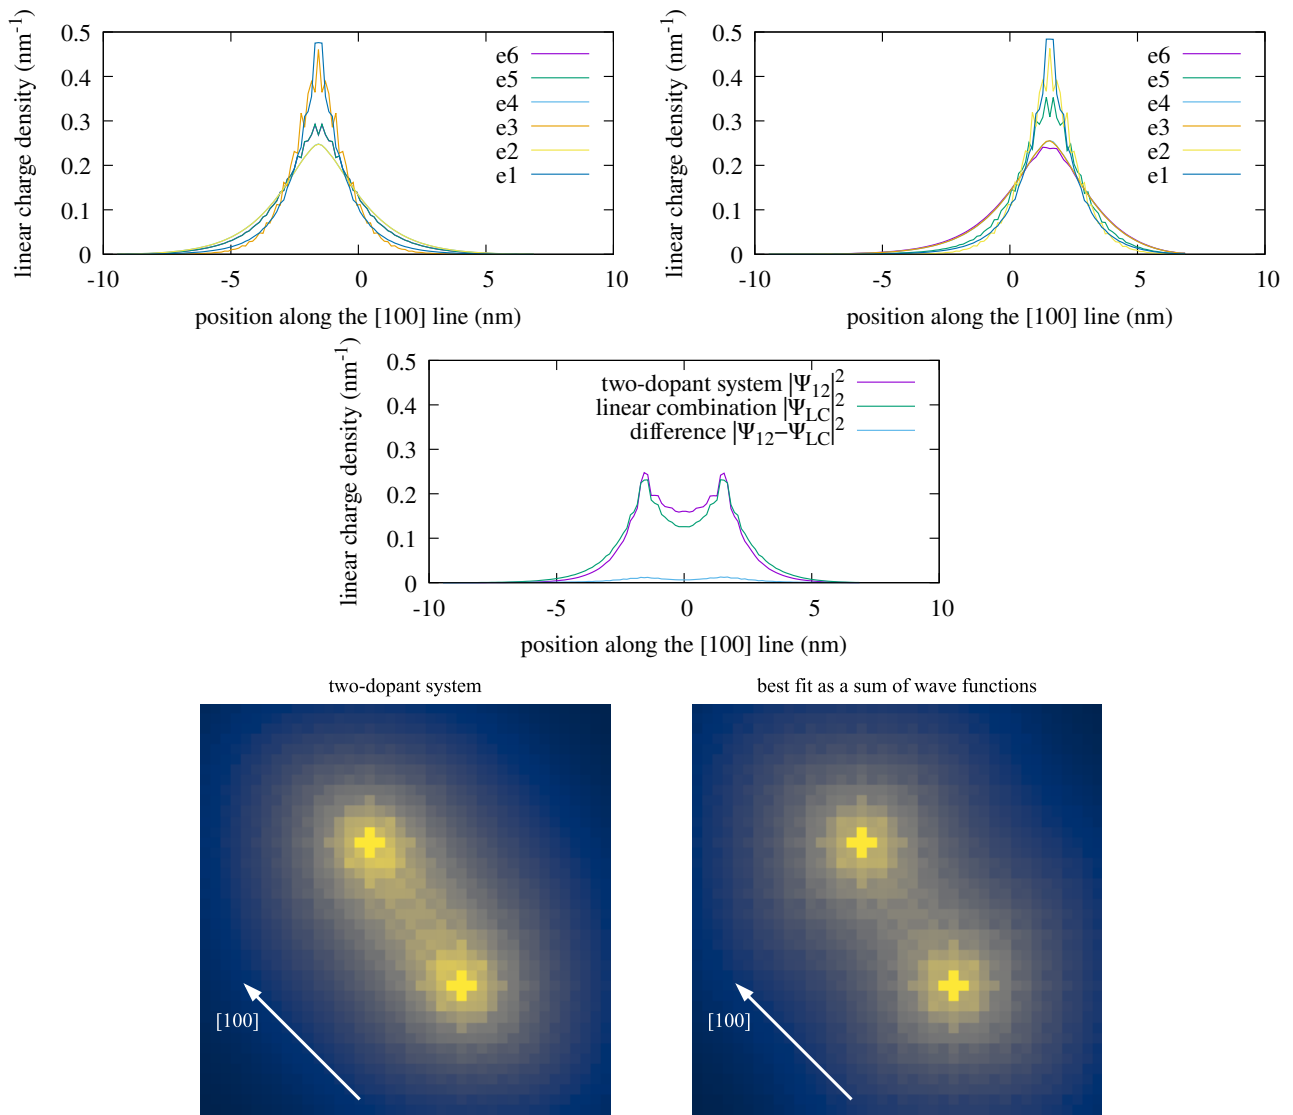 linear charge density (nm⁻¹)
0.5
0.4
0.3
0.2
0.1
0
-10
-5
0
5
10
position along the [100] line (nm)
e6
e5
e4
e3
e2
e1
linear charge density (nm⁻¹)
0.5
0.4
0.3
0.2
0.1
0
-10
-5
0
5
10
position along the [100] line (nm)
e6
e5
e4
e3
e2
e1
linear charge density (nm⁻¹)
0.5
0.4
0.3
0.2
0.1
0
-10
-5
0
5
10
position along the [100] line (nm)
two-dopant system |Ψ₁₂|²
linear combination |Ψ_LC|²
difference |Ψ₁₂−Ψ_LC|²
two-dopant system
[100]
best fit as a sum of wave functions
[100]